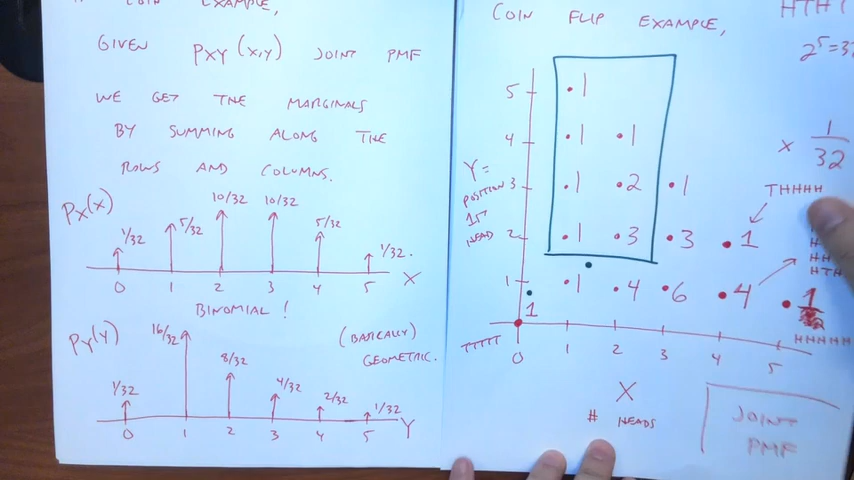 COIN EXAMPLE,
GIVEN PXY (X,Y) JOINT PMF
WE GET THE MARGINALS
BY SUMMING ALONG THE
ROWS AND COLUMNS.
PX(X)
1/32 5/32 10/32 10/32 5/32 1/32.
0 1 2 3 4 5 X
BINOMIAL !
PY(Y)
(BASICALLY)
GEOMETRIC.
1/32 16/32 8/32 4/32 2/32 1/32
0 1 2 3 4 5 Y
COIN FLIP EXAMPLE,
HTHT
2^5=3
5 1
4 1 1
Y=
POSITION
1ST
HEAD
3 1 2 1
2 1 3 3 1
1 1 4 6 4 1
1
x 1/32
THHHH
HTH
HHHHH
TTTTT
0 1 2 3 4 5
X
# HEADS
JOINT
PMF